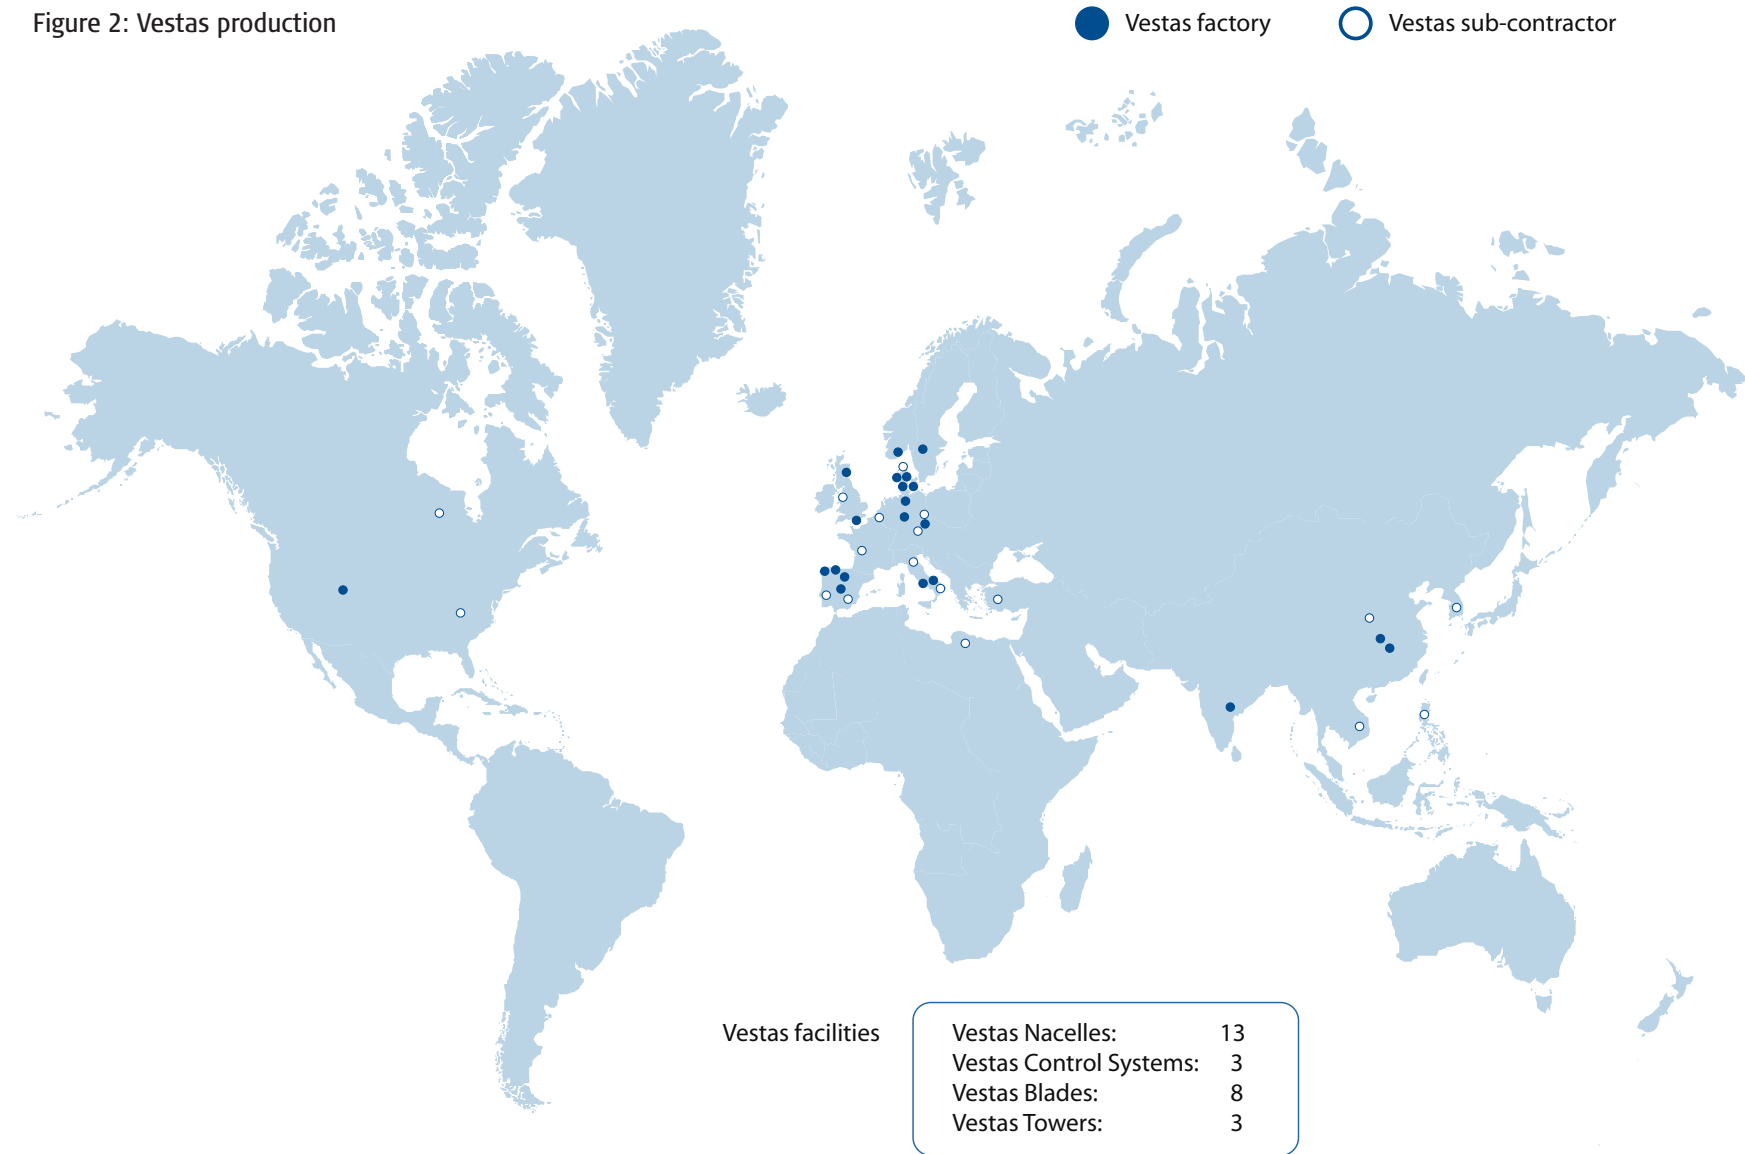 Figure 2: Vestas production
Vestas factory
Vestas sub-contractor
Vestas facilities
Vestas Nacelles: 13
Vestas Control Systems: 3
Vestas Blades: 8
Vestas Towers: 3